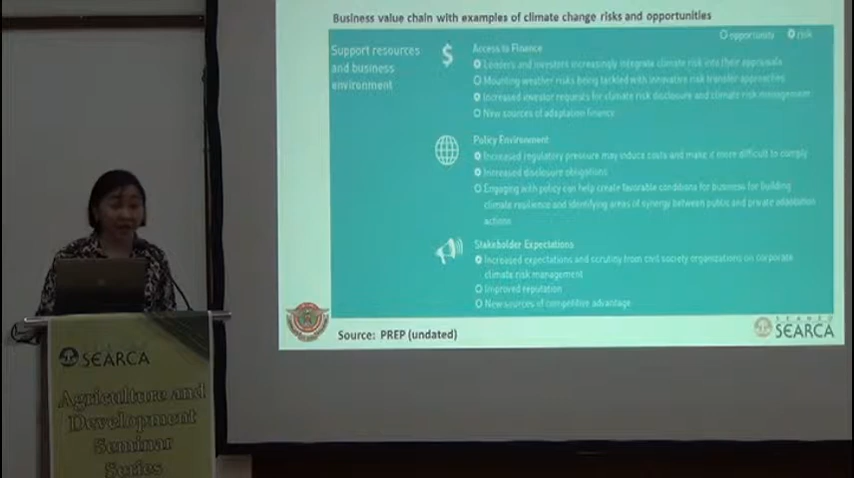 Business value chain with examples of climate change risks and opportunities
opportunity
risk
Support resources
and business
environment
$
Access to Finance
Lenders and investors increasingly integrate climate risk into their appraisals
Mounting weather risks being tackled with innovative risk transfer approaches
Increased investor requests for climate risk disclosure and climate risk management
New sources of adaptation finance
Policy Environment
Increased regulatory pressure may induce costs and make it more difficult to comply
Increased disclosure obligations
Engaging with policy can help create favorable conditions for business for building
climate resilience and identifying areas of synergy between public and private adaptation
actions
Stakeholder Expectations
Increased expectations and scrutiny from civil society organizations on corporate
climate risk management
Improved reputation
New sources of competitive advantage
Source: PREP (undated)
SEARCA
SEARCA
Agriculture and
Development
Seminar
Series